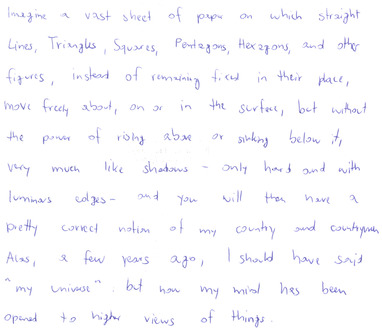 Imagine a vast sheet of paper on which straight
Lines, Triangles, Squares, Pentagons, Hexagons, and other
figures, instead of remaining fixed in their places,
move freely about, on or in the surface, but without
the power of rising above or sinking below it,
very much like shadows - only hard and with
luminous edges - and you will then have a
pretty correct notion of my country and countrymen
Alas, a few years ago, I should have said
"my universe": but now my mind has been
opened to higher views of things.